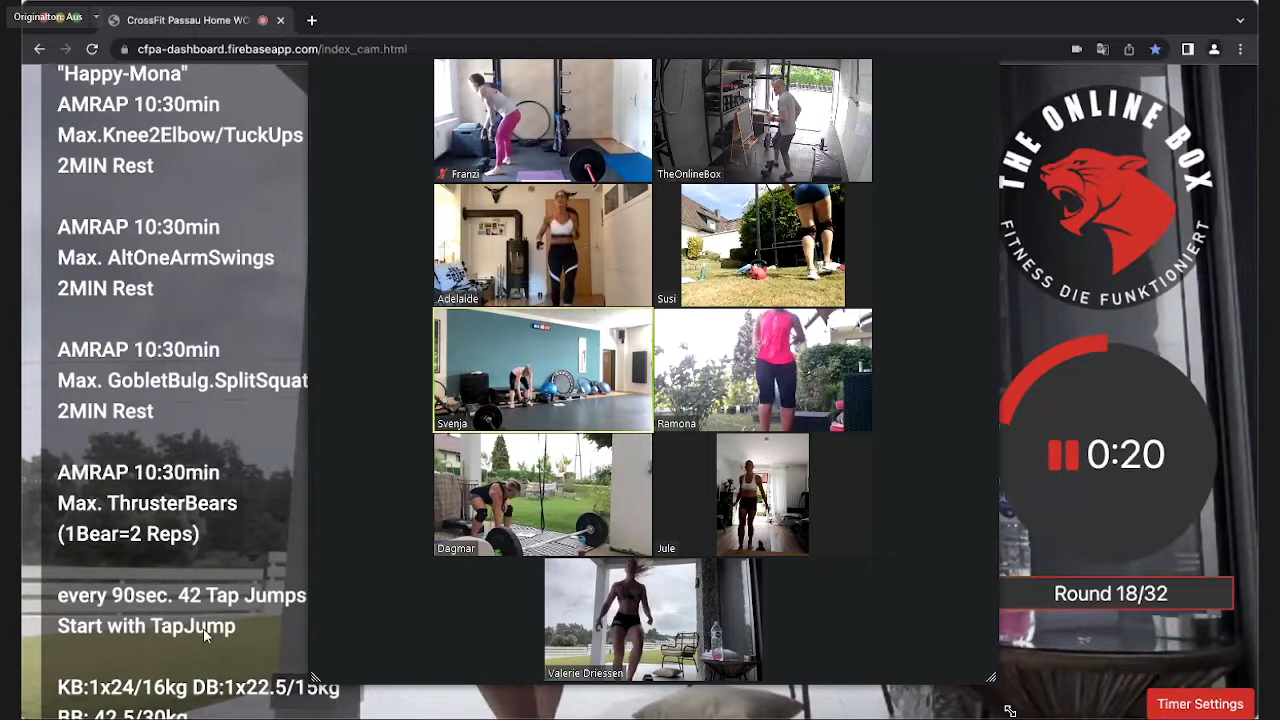 Originalton: Aus
CrossFit Passau Home WO
cfpa-dashboard.firebaseapp.com/index_cam.html
"Happy-Mona"
AMRAP 10:30min
Max.Knee2Elbow/TuckUps
2MIN Rest
AMRAP 10:30min
Max. AltOneArmSwings
2MIN Rest
AMRAP 10:30min
Max. GobletBulg.SplitSquat
2MIN Rest
AMRAP 10:30min
Max. ThrusterBears
(1Bear=2 Reps)
every 90sec. 42 Tap Jumps
Start with TapJump
KB:1x24/16kg DB:1x22.5/15kg
BB: 42.5/30kg
Franzi
TheOnlineBox
Adelaide
Susi
Svenja
Ramona
Dagmar
Jule
Valerie Driessen
THE ONLINE BOX
FITNESS DIE FUNKTIONIERT
0:20
Round 18/32
Timer Settings